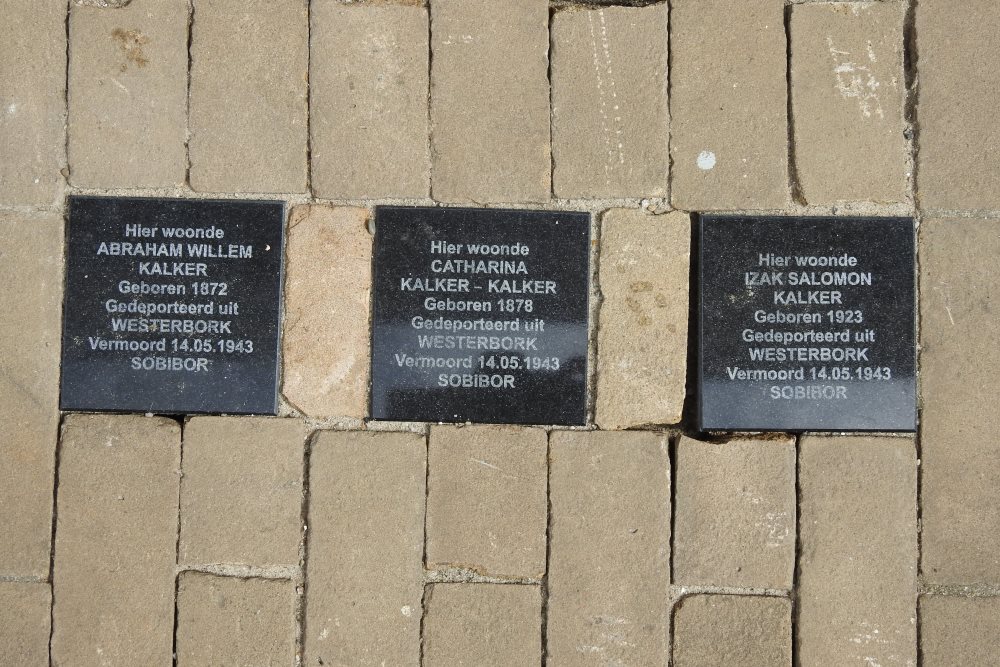 Hier woonde
ABRAHAM WILLEM
KALKER
Geboren 1872
Gedeporteerd uit
WESTERBORK
Vermoord 14.05.1943
SOBIBOR
Hier woonde
CATHARINA
KALKER – KALKER
Geboren 1878
Gedeporteerd uit
WESTERBORK
Vermoord 14.05.1943
SOBIBOR
Hier woonde
IZAK SALOMON
KALKER
Geboren 1923
Gedeporteerd uit
WESTERBORK
Vermoord 14.05.1943
SOBIBOR